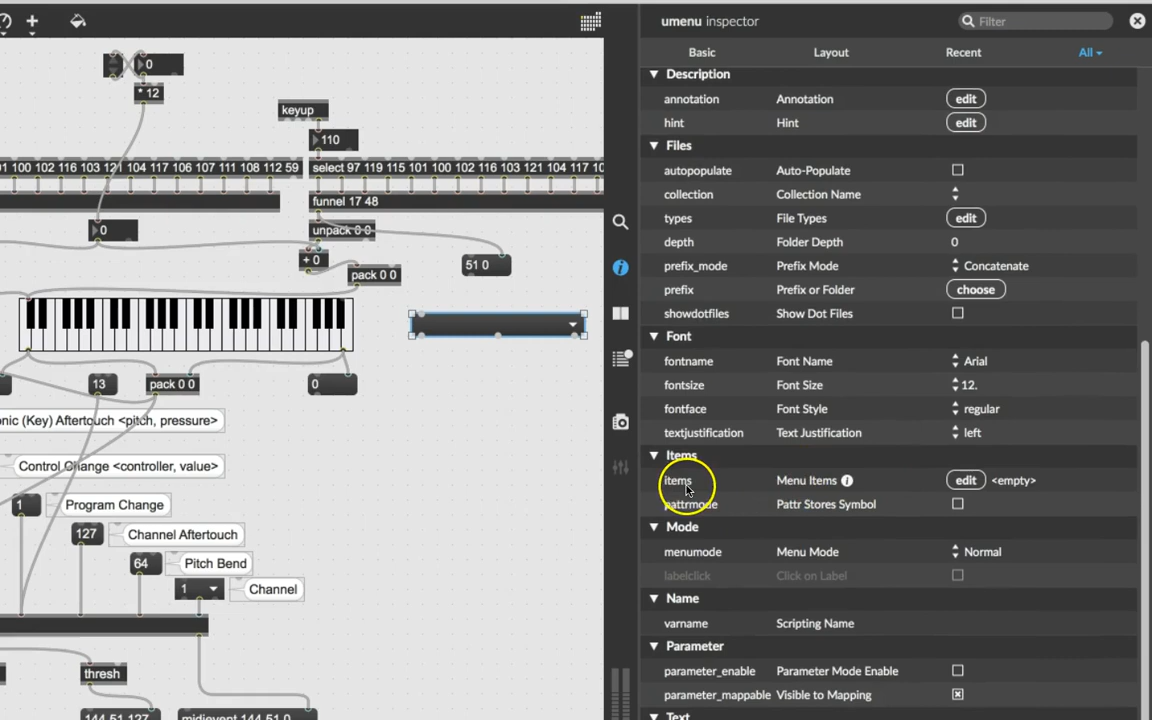 umenu inspector
Filter
Basic
Layout
Recent
All
Description
annotation Annotation edit
hint Hint edit
Files
autopopulate Auto-Populate
collection Collection Name
types File Types edit
depth Folder Depth 0
prefix_mode Prefix Mode Concatenate
prefix Prefix or Folder choose
showdotfiles Show Dot Files
Font
fontname Font Name Arial
fontsize Font Size 12.
fontface Font Style regular
textjustification Text Justification left
Items
items Menu Items edit <empty>
pattrmode Pattr Stores Symbol
Mode
menumode Menu Mode Normal
labelclick Click on Label
Name
varname Scripting Name
Parameter
parameter_enable Parameter Mode Enable
parameter_mappable Visible to Mapping
Text
0
* 12
keyup
110
01 100 102 116 103 121 104 117 106 107 111 108 112 59
select 97 119 115 101 100 102 116 103 121 104 117 10
funnel 17 48
0
unpack 0 0
+ 0
pack 0 0
51 0
13
pack 0 0
0
onic (Key) Aftertouch <pitch, pressure>
Control Change <controller, value>
1
Program Change
127
Channel Aftertouch
64
Pitch Bend
1
Channel
thresh
144 51 127
midievent 144 51 0